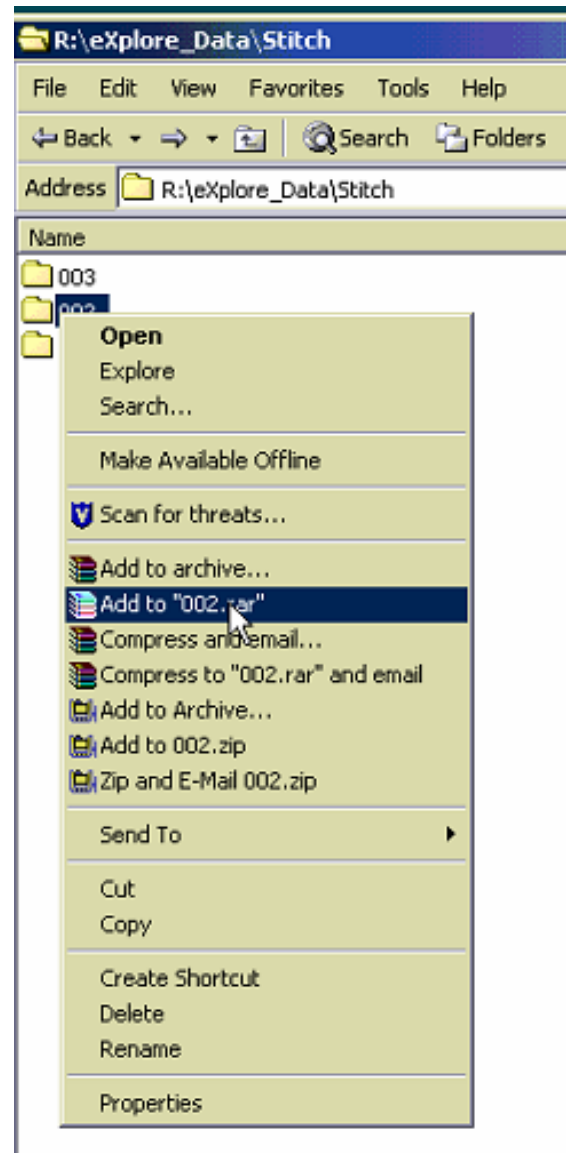 R:\eXplore_Data\Stitch
File Edit View Favorites Tools Help
Back Search Folders
Address R:\eXplore_Data\Stitch
Name
003
002
Open
Explore
Search...
Make Available Offline
Scan for threats...
Add to archive...
Add to "002.rar"
Compress and email...
Compress to "002.rar" and email
Add to Archive...
Add to 002.zip
Zip and E-Mail 002.zip
Send To
Cut
Copy
Create Shortcut
Delete
Rename
Properties